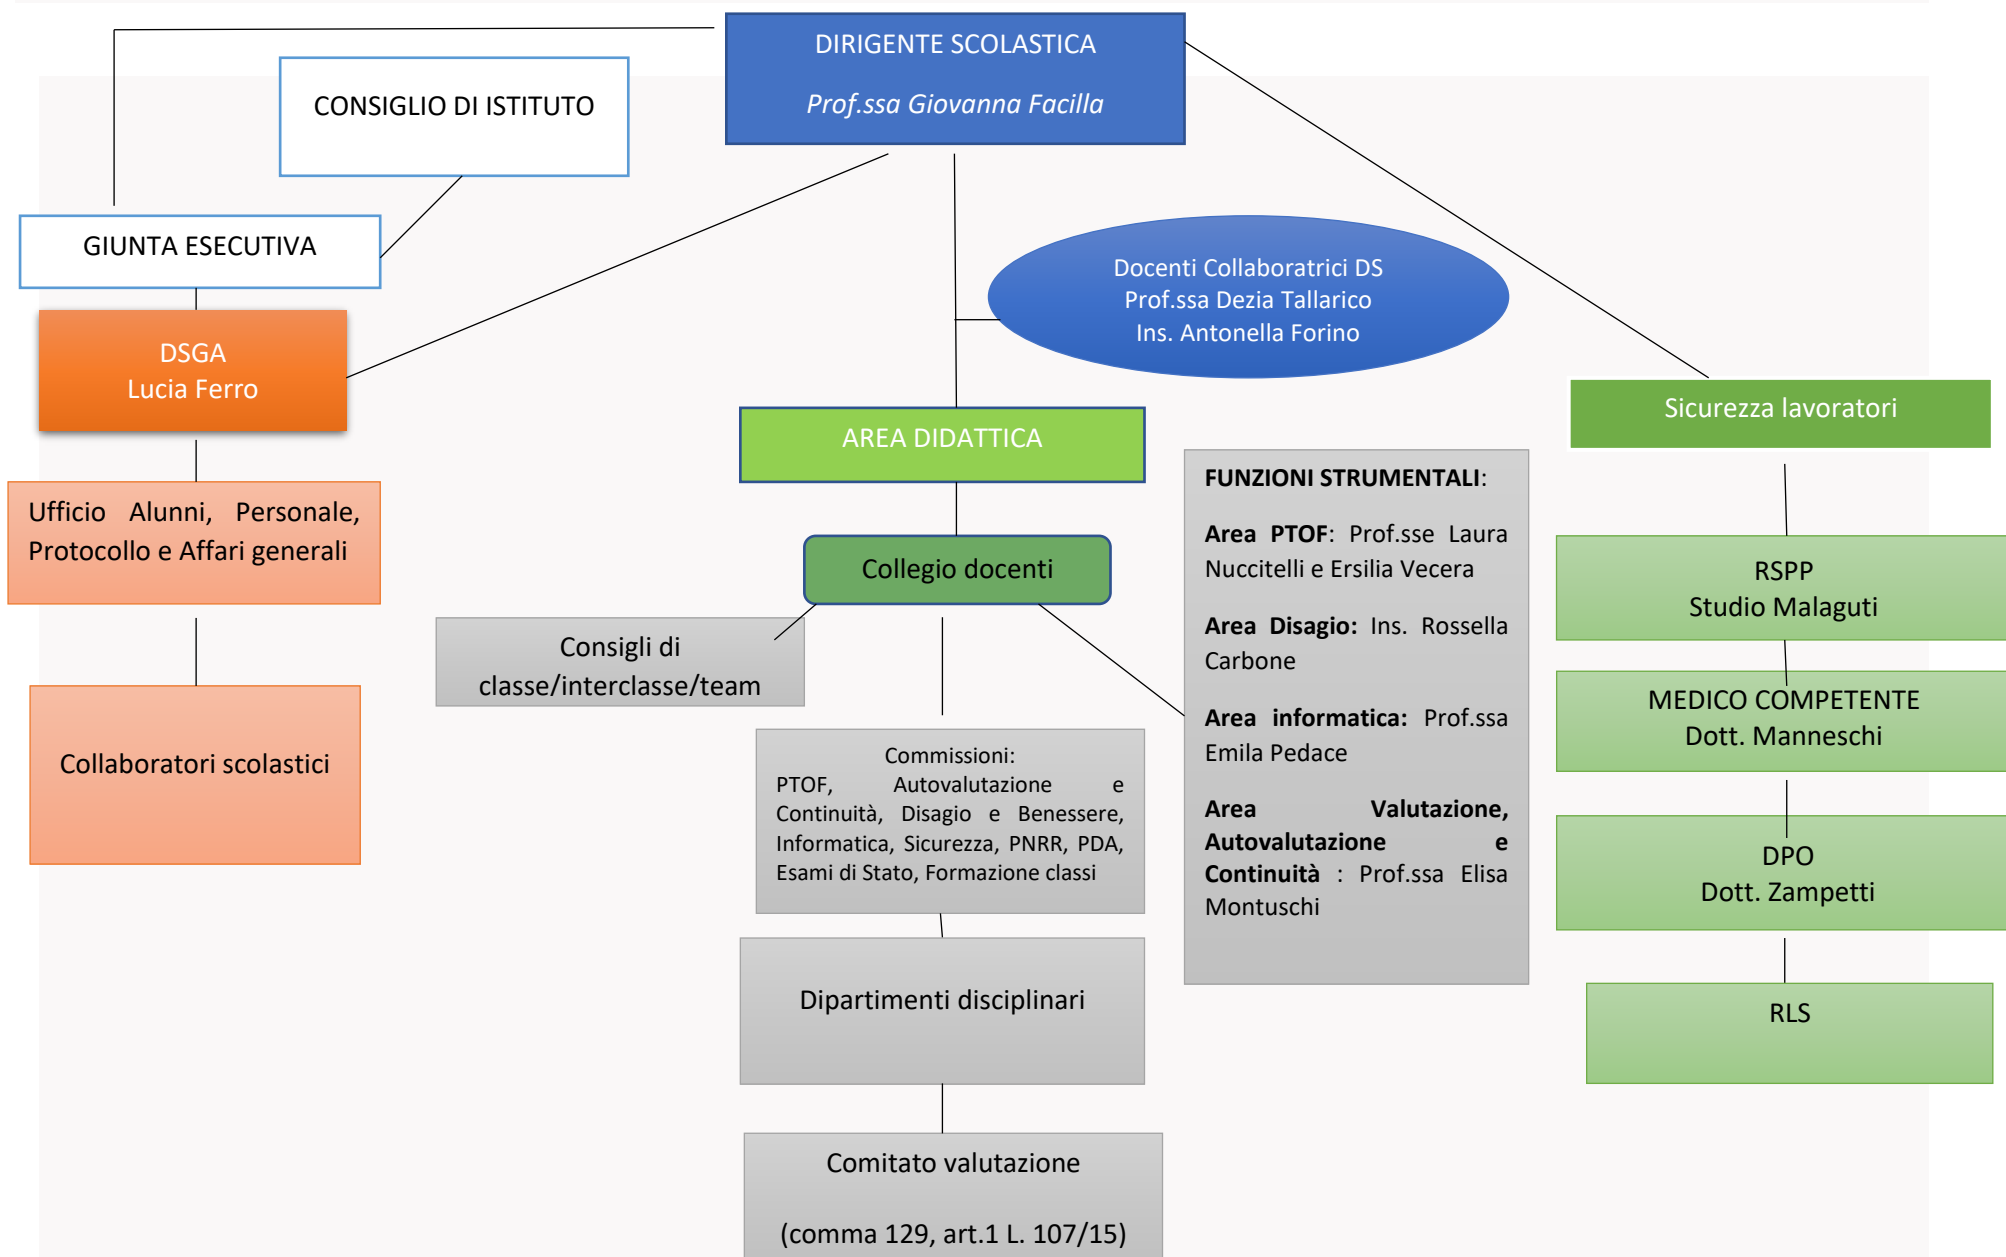 DIRIGENTE SCOLASTICA
Prof.ssa Giovanna Facilla
CONSIGLIO DI ISTITUTO
GIUNTA ESECUTIVA
Docenti Collaboratrici DS
Prof.ssa Dezia Tallarico
Ins. Antonella Forino
DSGA
Lucia Ferro
Sicurezza lavoratori
AREA DIDATTICA
Ufficio Alunni, Personale,
Protocollo e Affari generali
Collegio docenti
FUNZIONI STRUMENTALI:
Area PTOF: Prof.sse Laura
Nuccitelli e Ersilia Vecera
Area Disagio: Ins. Rossella
Carbone
Area informatica: Prof.ssa
Emila Pedace
Area Valutazione,
Autovalutazione e
Continuità : Prof.ssa Elisa
Montuschi
RSPP
Studio Malaguti
Consigli di
classe/interclasse/team
MEDICO COMPETENTE
Dott. Manneschi
Collaboratori scolastici
Commissioni:
PTOF, Autovalutazione e
Continuità, Disagio e Benessere,
Informatica, Sicurezza, PNRR, PDA,
Esami di Stato, Formazione classi
DPO
Dott. Zampetti
Dipartimenti disciplinari
RLS
Comitato valutazione
(comma 129, art.1 L. 107/15)